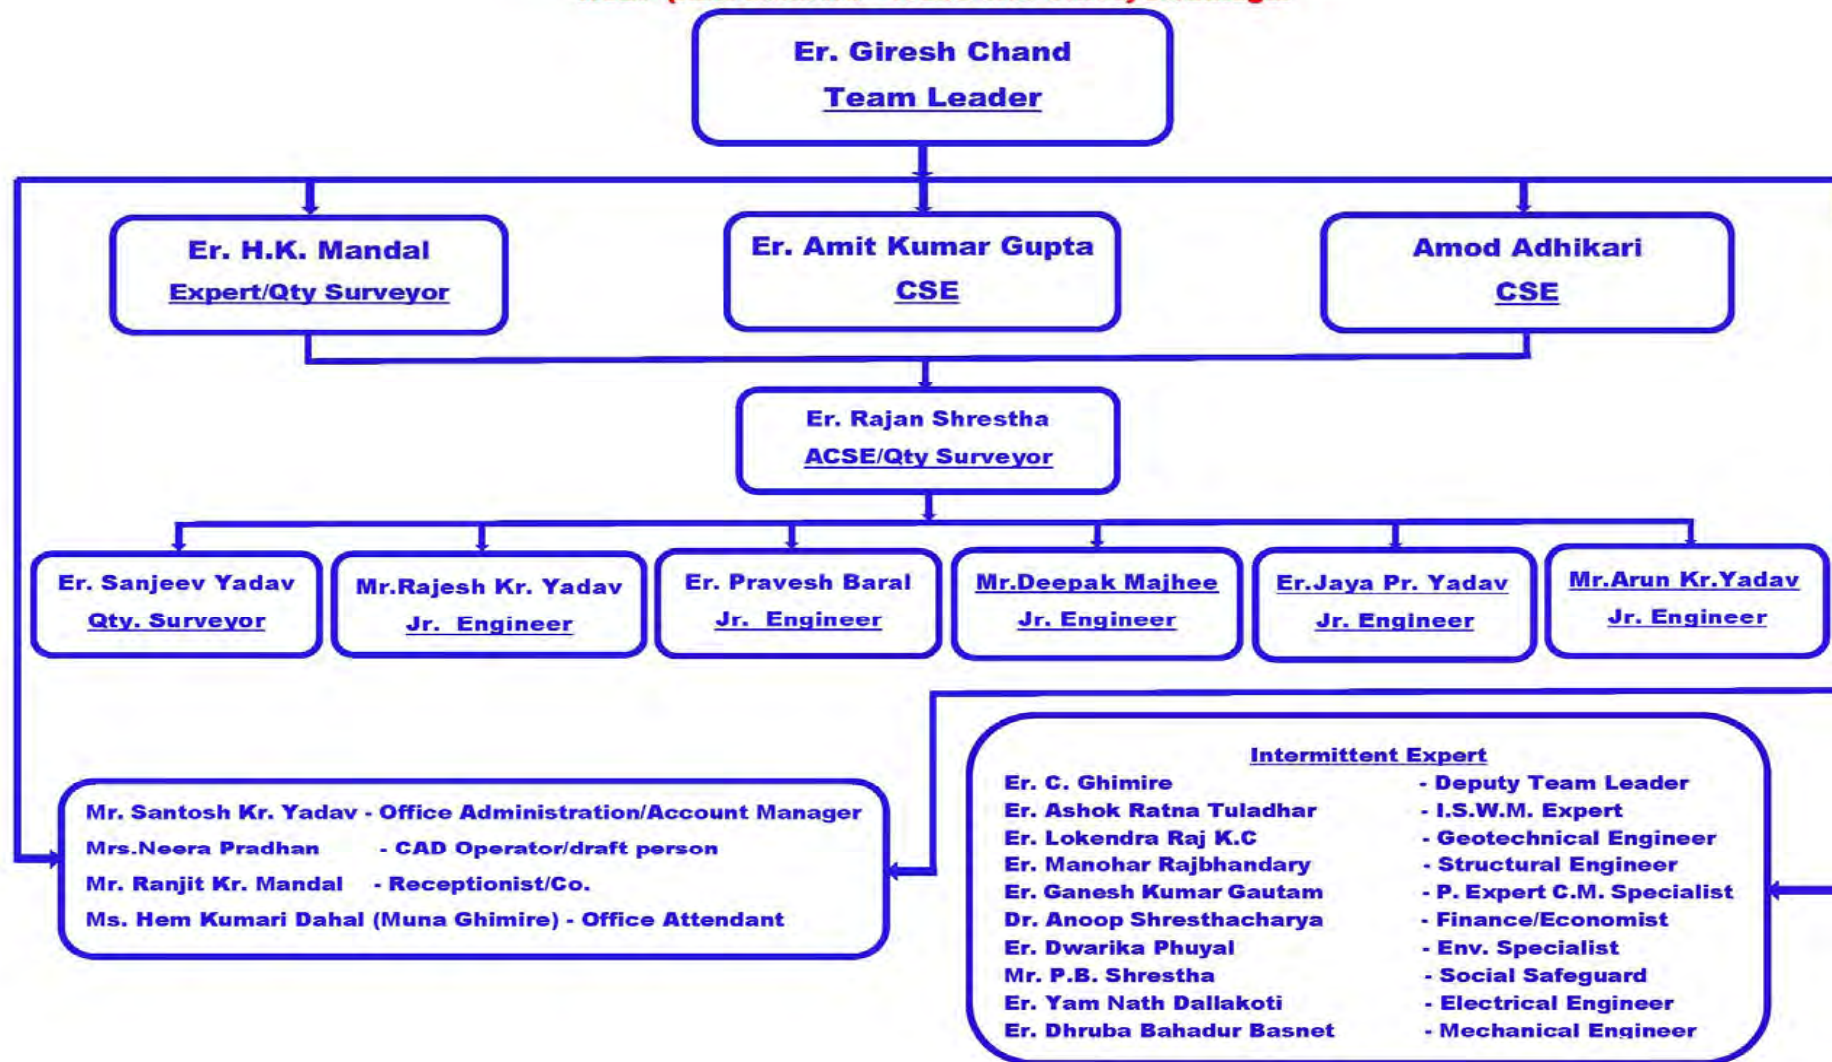 Er. Giresh Chand
Team Leader
Er. H.K. Mandal
Expert/Qty Surveyor
Er. Amit Kumar Gupta
CSE
Amod Adhikari
CSE
Er. Rajan Shrestha
ACSE/Qty Surveyor
Er. Sanjeev Yadav
Qty. Surveyor
Mr.Rajesh Kr. Yadav
Jr. Engineer
Er. Pravesh Baral
Jr. Engineer
Mr.Deepak Majhee
Jr. Engineer
Er.Jaya Pr. Yadav
Jr. Engineer
Mr.Arun Kr.Yadav
Jr. Engineer
Mr. Santosh Kr. Yadav - Office Administration/Account Manager
Mrs.Neera Pradhan - CAD Operator/draft person
Mr. Ranjit Kr. Mandal - Receptionist/Co.
Ms. Hem Kumari Dahal (Muna Ghimire) - Office Attendant
Intermittent Expert
Er. C. Ghimire - Deputy Team Leader
Er. Ashok Ratna Tuladhar - I.S.W.M. Expert
Er. Lokendra Raj K.C - Geotechnical Engineer
Er. Manohar Rajbhandary - Structural Engineer
Er. Ganesh Kumar Gautam - P. Expert C.M. Specialist
Dr. Anoop Shresthacharya - Finance/Economist
Er. Dwarika Phuyal - Env. Specialist
Mr. P.B. Shrestha - Social Safeguard
Er. Yam Nath Dallakoti - Electrical Engineer
Er. Dhruba Bahadur Basnet - Mechanical Engineer